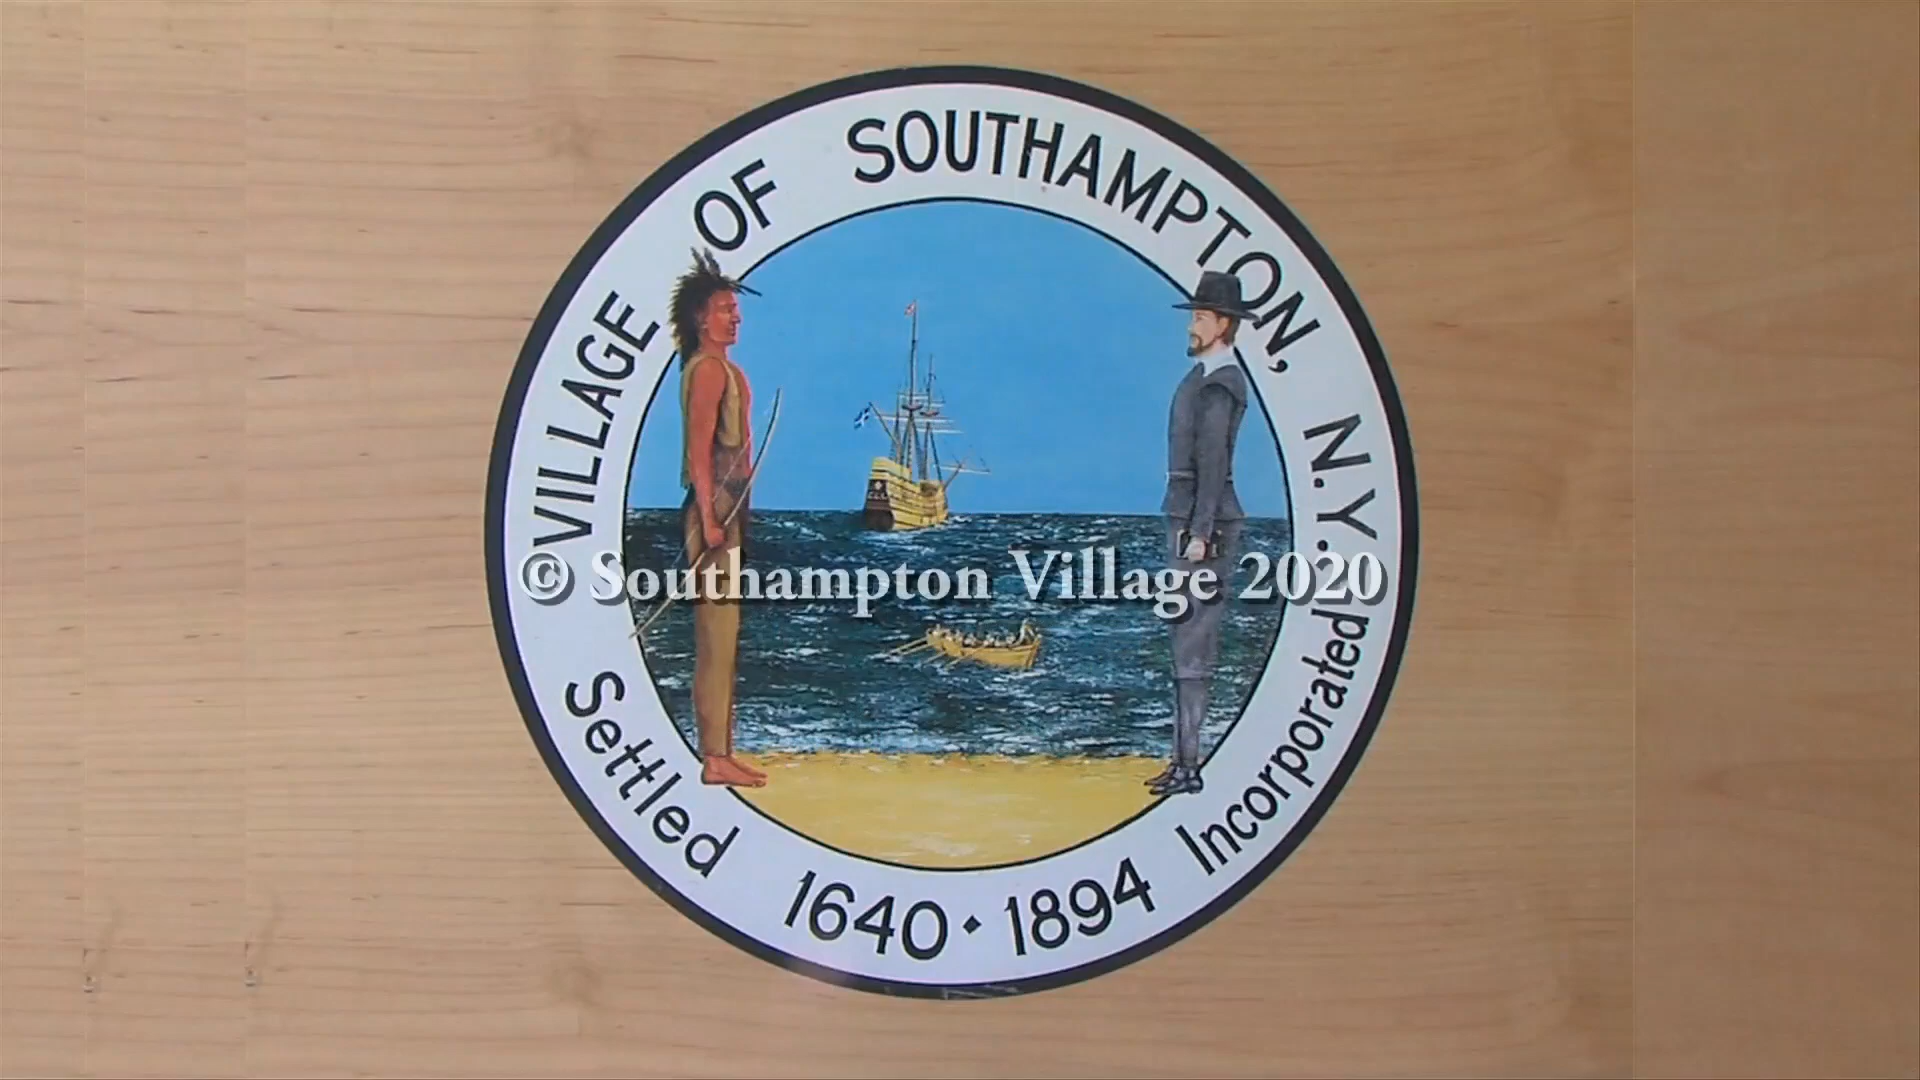 VILLAGE OF SOUTHAMPTON, N.Y.
© Southampton Village 2020
Settled 1640 · 1894 Incorporated